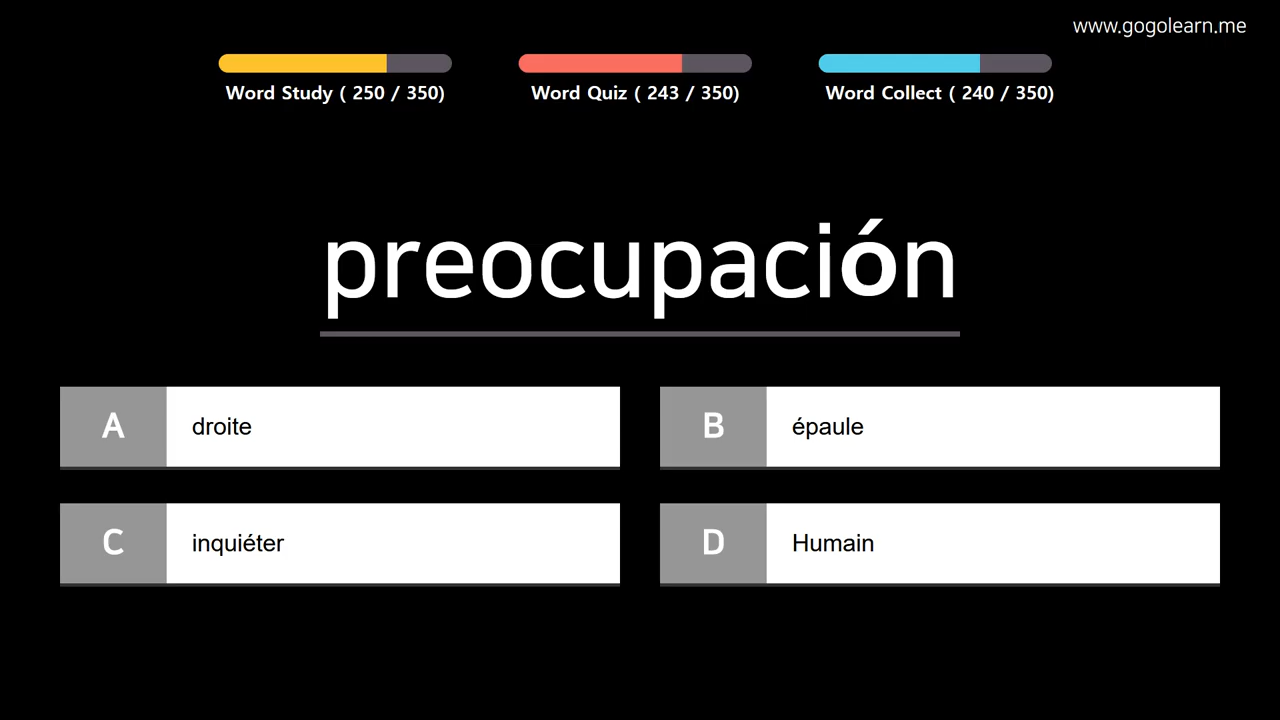 www.gogolearn.me
Word Study ( 250 / 350)
Word Quiz ( 243 / 350)
Word Collect ( 240 / 350)
preocupación
A droite
B épaule
C inquiéter
D Humain